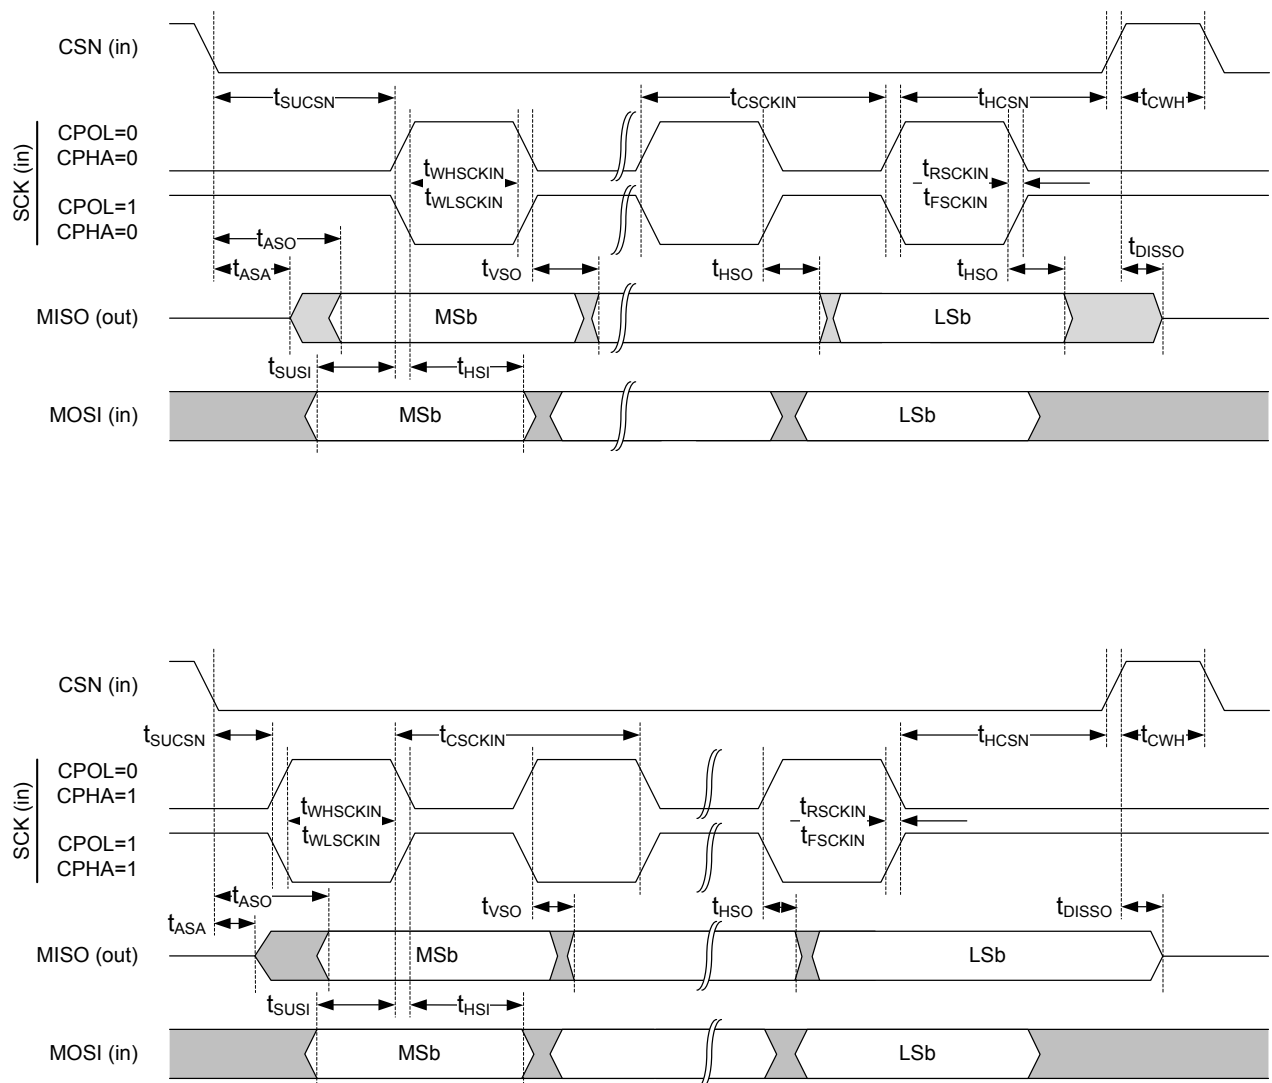 CSN (in)
tSUCSN
tCSCKIN
tHCSN
tCWH
SCK (in)
CPOL=0
CPHA=0
tWHSCKIN
tWLSCKIN
tRSCKIN
tFSCKIN
CPOL=1
CPHA=0
tASO
tASA
tVSO
tHSO
tHSO
tDISSO
MISO (out)
MSb
LSb
tSUSI
tHSI
MOSI (in)
MSb
LSb
CSN (in)
tSUCSN
tCSCKIN
tHCSN
tCWH
SCK (in)
CPOL=0
CPHA=1
tWHSCKIN
tWLSCKIN
tRSCKIN
tFSCKIN
CPOL=1
CPHA=1
tASO
tASA
tVSO
tHSO
tDISSO
MISO (out)
MSb
LSb
tSUSI
tHSI
MOSI (in)
MSb
LSb